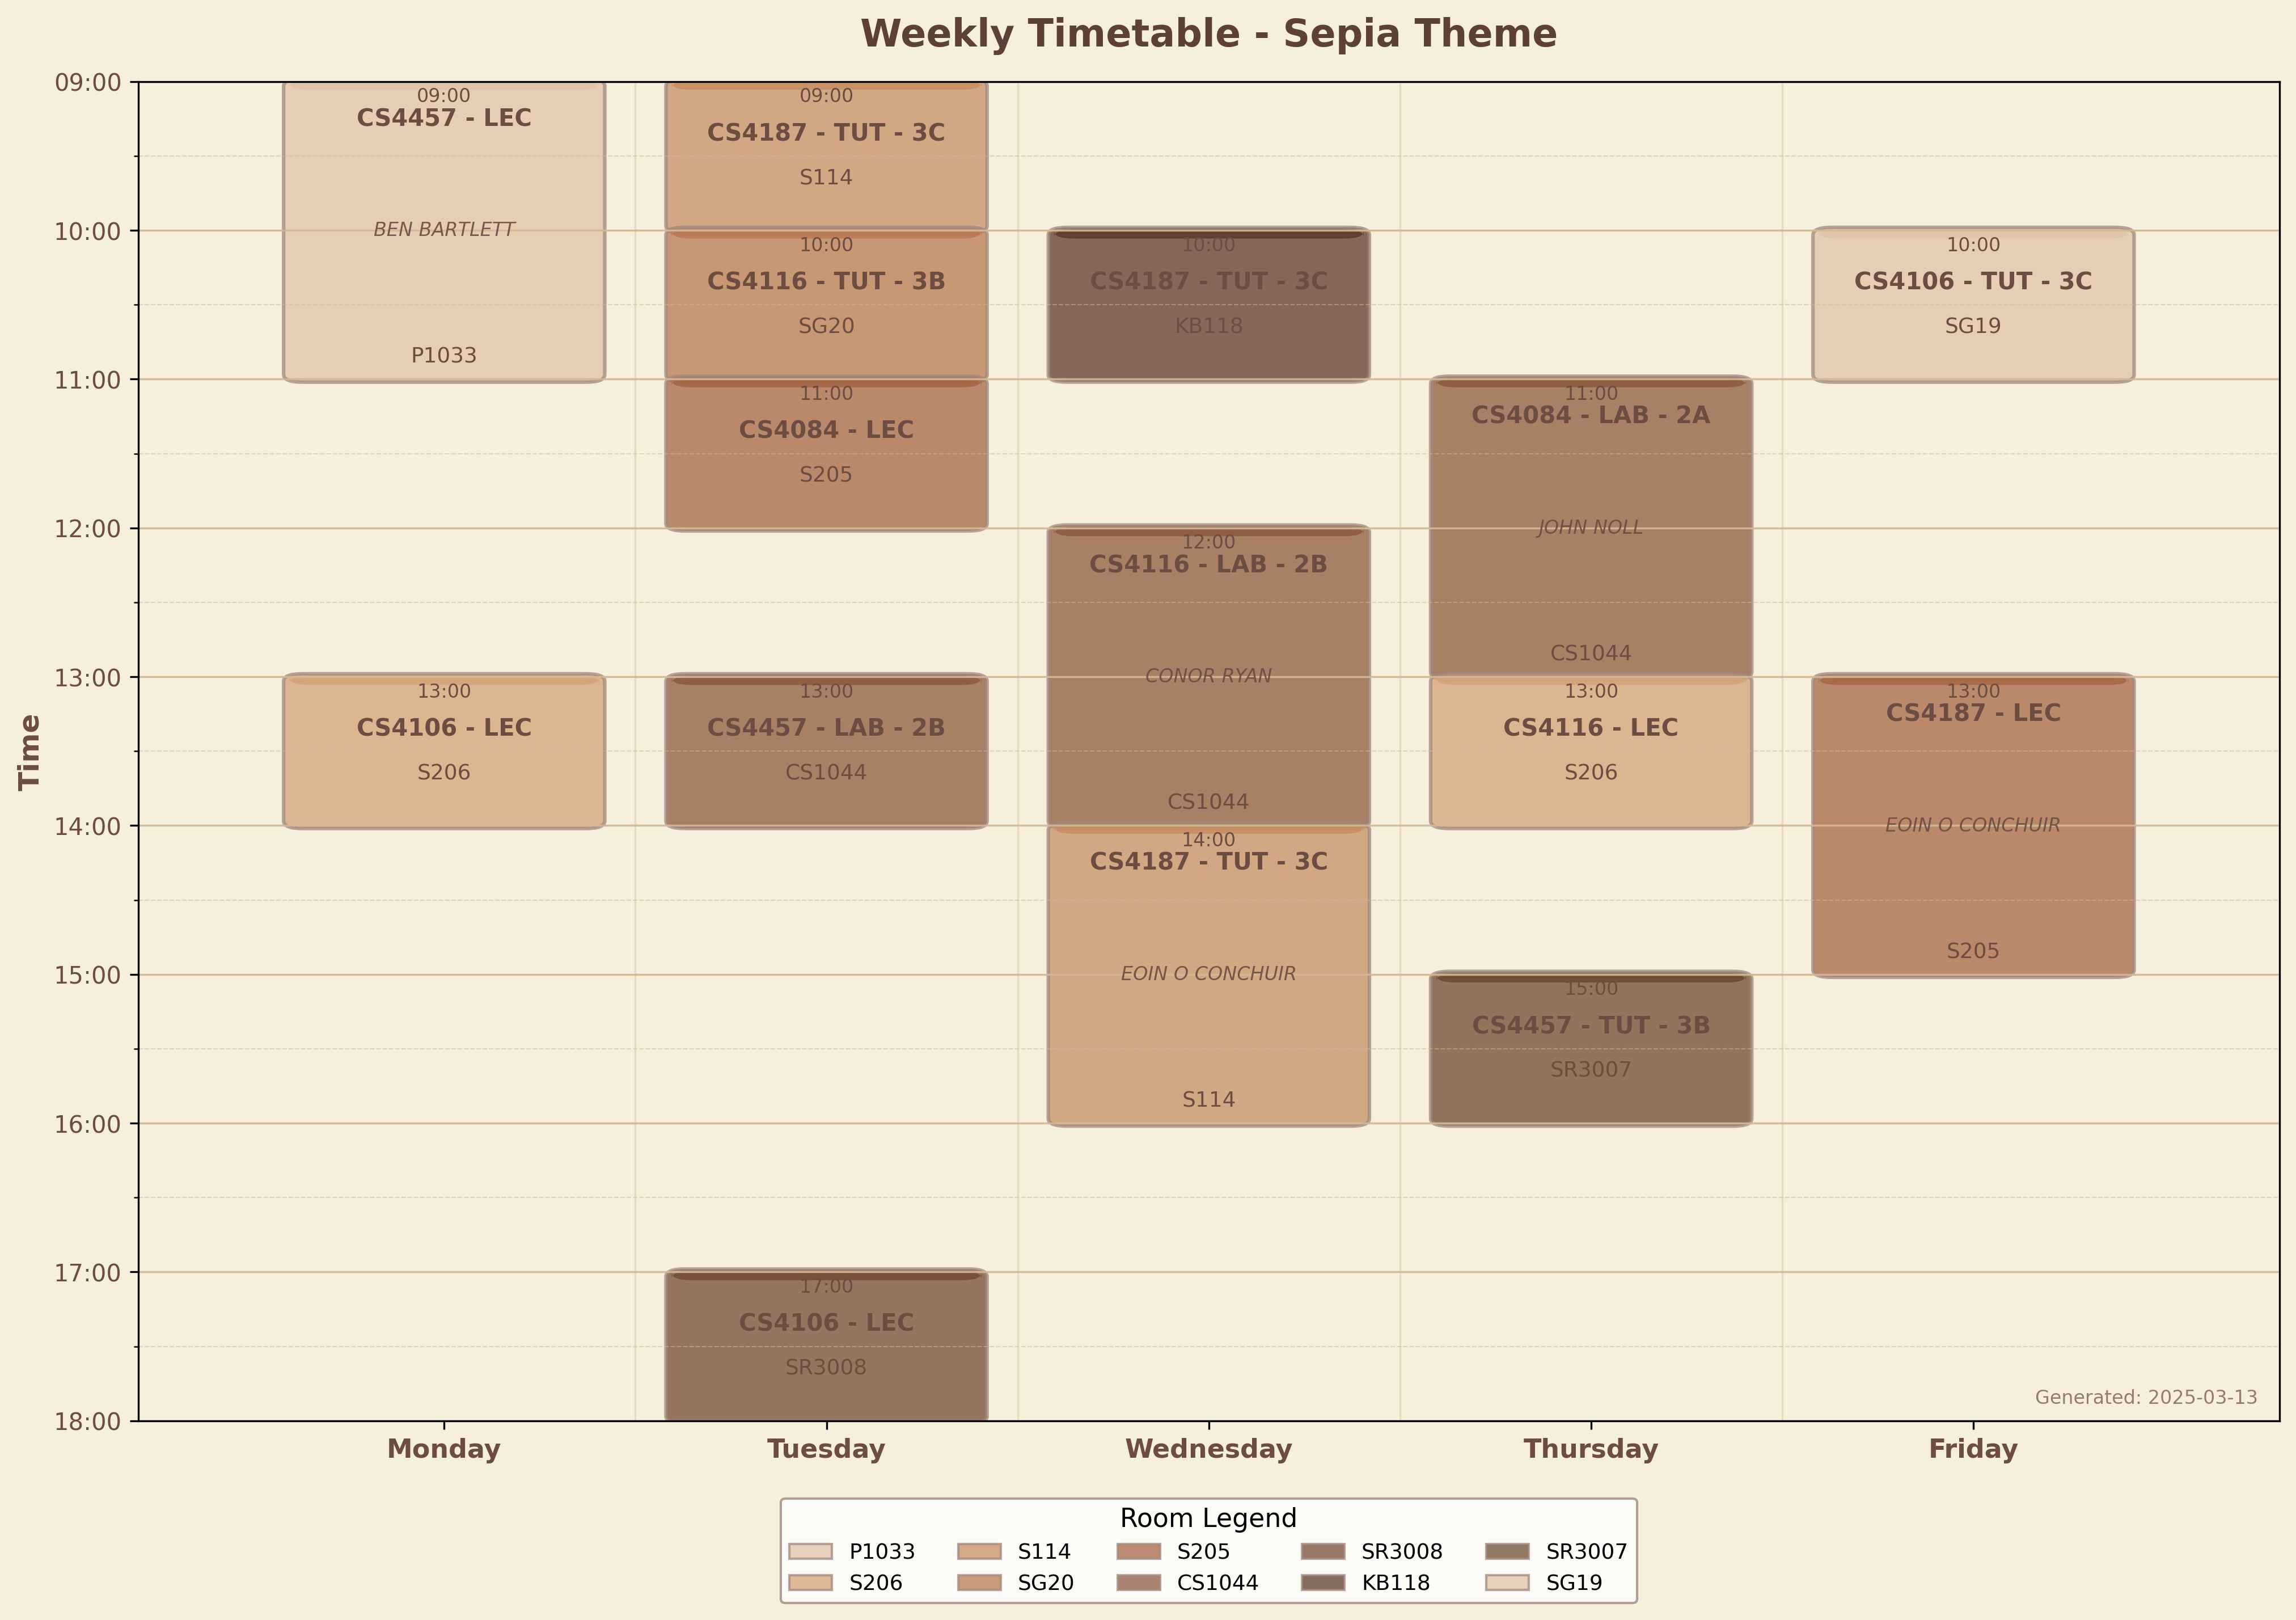 Weekly Timetable - Sepia Theme
Time
09:00
10:00
11:00
12:00
13:00
14:00
15:00
16:00
17:00
18:00
09:00
CS4457 - LEC
BEN BARTLETT
P1033
13:00
CS4106 - LEC
S206
09:00
CS4187 - TUT - 3C
S114
10:00
CS4116 - TUT - 3B
SG20
11:00
CS4084 - LEC
S205
13:00
CS4457 - LAB - 2B
CS1044
17:00
CS4106 - LEC
SR3008
10:00
CS4187 - TUT - 3C
KB118
12:00
CS4116 - LAB - 2B
CONOR RYAN
CS1044
14:00
CS4187 - TUT - 3C
EOIN O CONCHUIR
S114
11:00
CS4084 - LAB - 2A
JOHN NOLL
CS1044
13:00
CS4116 - LEC
S206
15:00
CS4457 - TUT - 3B
SR3007
10:00
CS4106 - TUT - 3C
SG19
13:00
CS4187 - LEC
EOIN O CONCHUIR
S205
Generated: 2025-03-13
Monday Tuesday Wednesday Thursday Friday
Room Legend
P1033 S114 S205 SR3008 SR3007
S206 SG20 CS1044 KB118 SG19